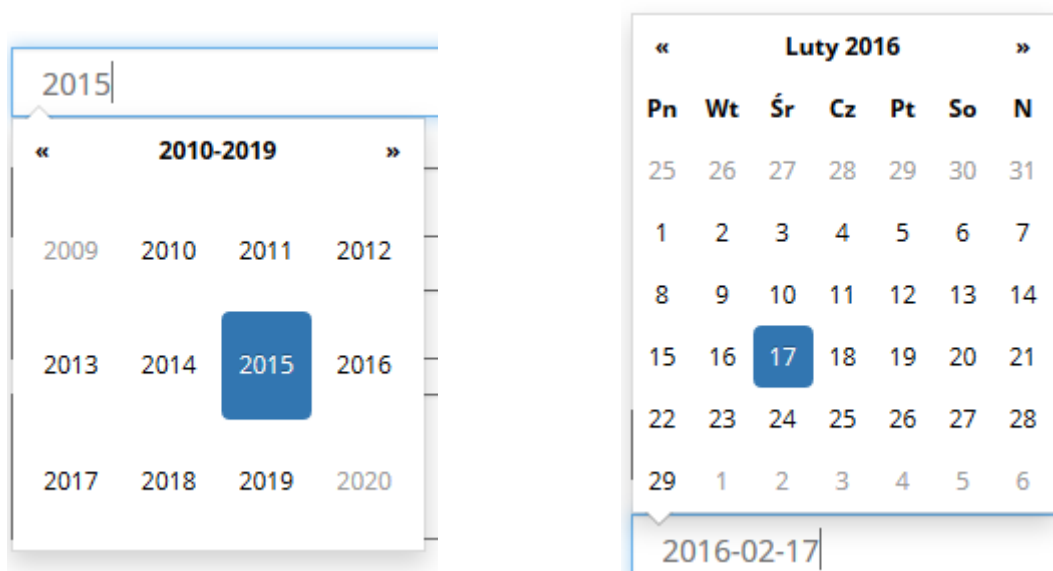 2015
« 2010-2019 »
2009 2010 2011 2012
2013 2014 2015 2016
2017 2018 2019 2020
« Luty 2016 »
Pn Wt Śr Cz Pt So N
25 26 27 28 29 30 31
1 2 3 4 5 6 7
8 9 10 11 12 13 14
15 16 17 18 19 20 21
22 23 24 25 26 27 28
29 1 2 3 4 5 6
2016-02-17